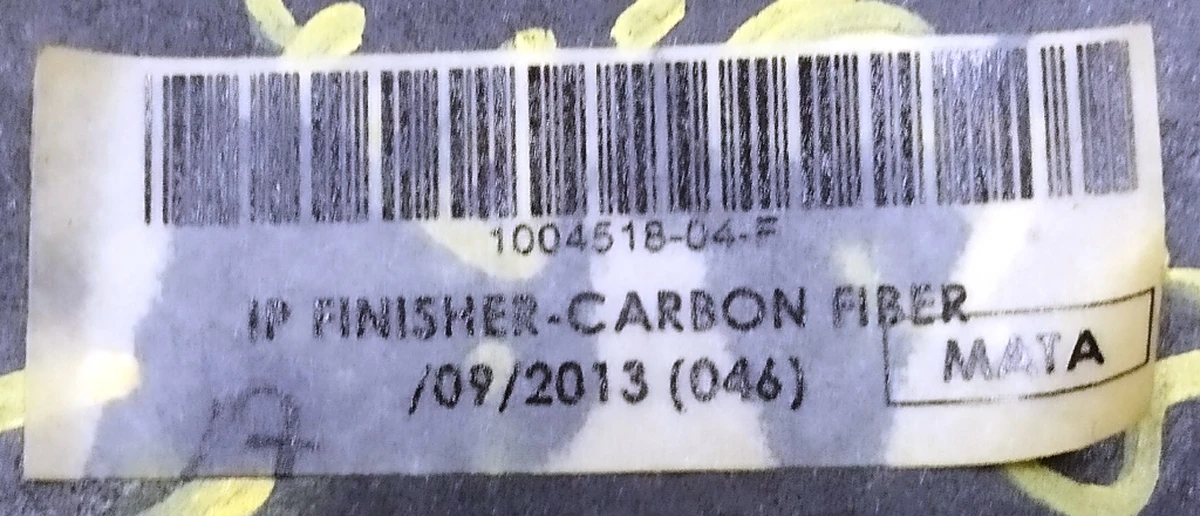 1004518-04-F
IP FINISHER-CARBON FIBER
/09/2013 (046)
MATA